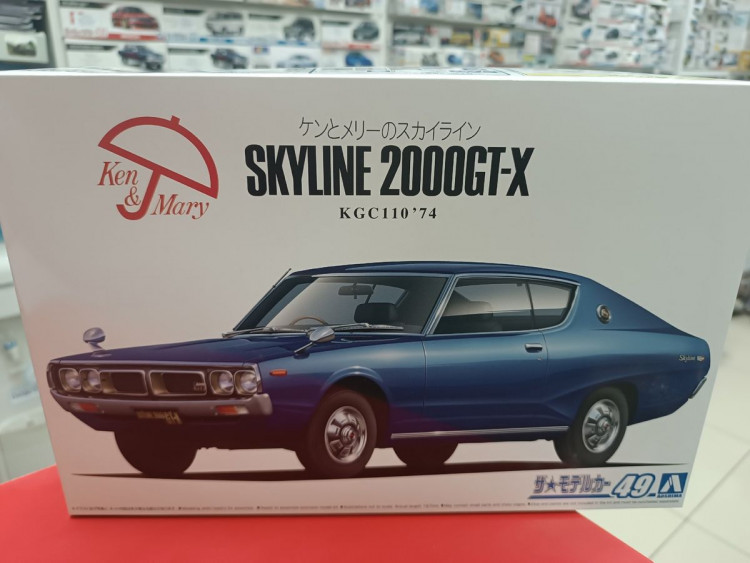 ケンとメリーのスカイライン
SKYLINE 2000GT-X
KGC110 '74
Ken
&
Mary
Skyline
ザ★モデルカー 49
AOSHIMA